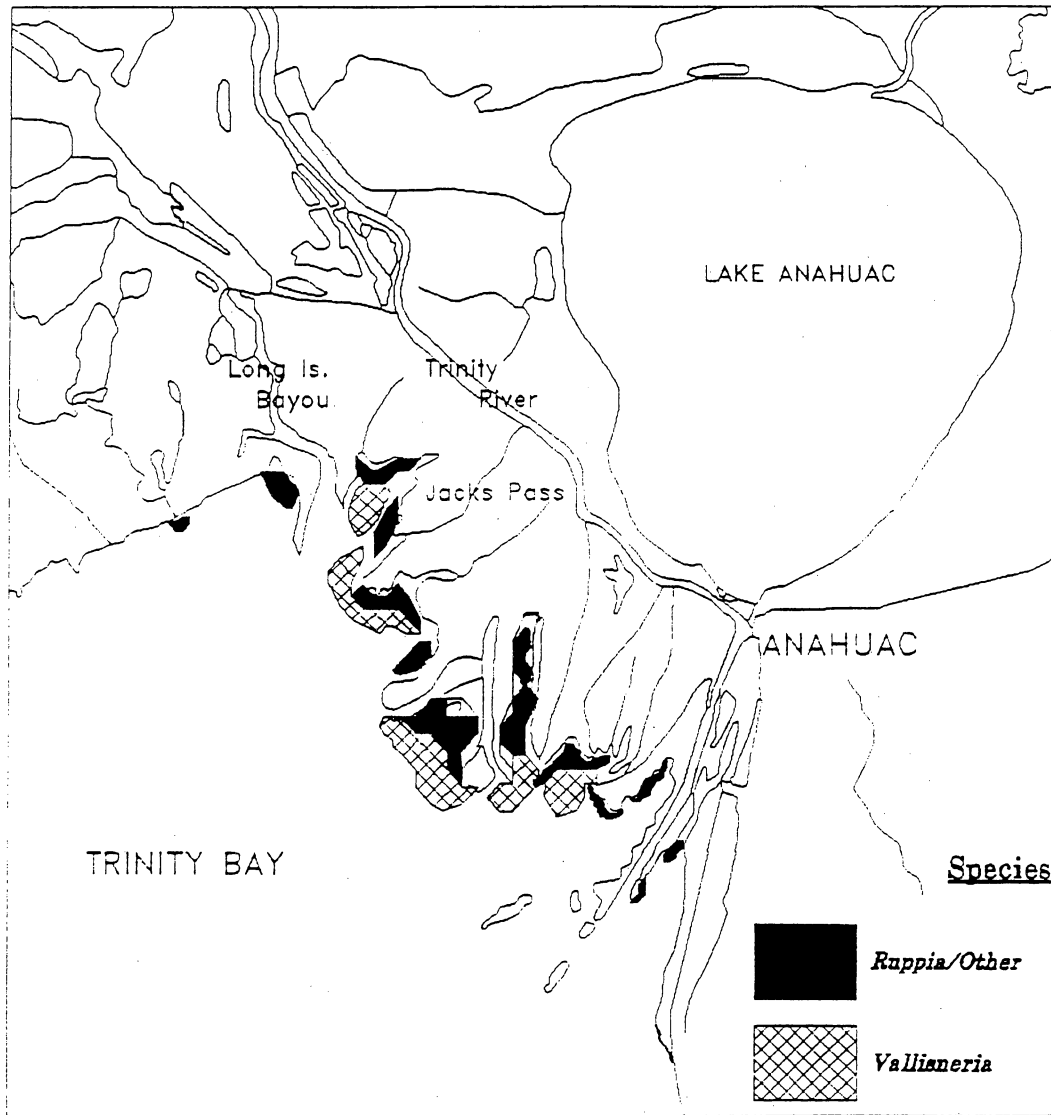 LAKE ANAHUAC
Long Is.
Bayou
Trinity
River
Jacks Pass
ANAHUAC
TRINITY BAY
Species
Ruppia/Other
Vallisneria